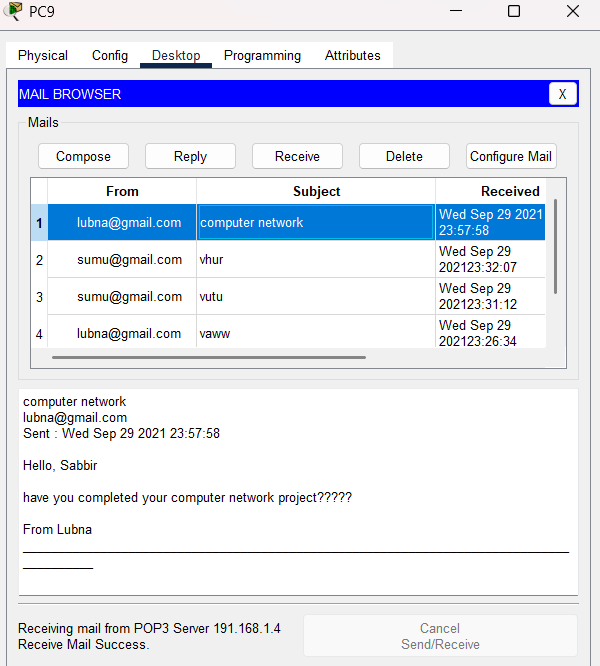 PC9
Physical Config Desktop Programming Attributes
MAIL BROWSER X
Mails
Compose Reply Receive Delete Configure Mail
From Subject Received
1 lubna@gmail.com computer network Wed Sep 29 2021
23:57:58
2 sumu@gmail.com vhur Wed Sep 29
202123:32:07
3 sumu@gmail.com vutu Wed Sep 29
202123:31:12
4 lubna@gmail.com vaww Wed Sep 29
202123:26:34
computer network
lubna@gmail.com
Sent : Wed Sep 29 2021 23:57:58
Hello, Sabbir
have you completed your computer network project?????
From Lubna
Receiving mail from POP3 Server 191.168.1.4
Receive Mail Success.
Cancel
Send/Receive